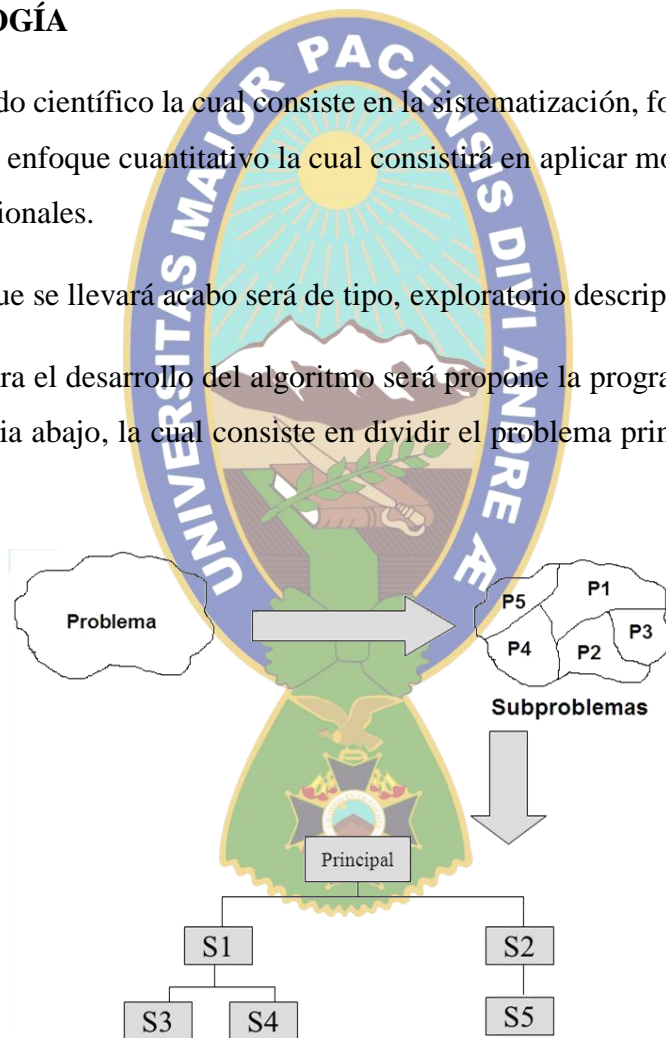 OGÍA
do científico la cual consiste en la sistematización, fo
enfoque cuantitativo la cual consistirá en aplicar mo
ionales.
ue se llevará acabo será de tipo, exploratorio descrip
ra el desarrollo del algoritmo será propone la progra
ia abajo, la cual consiste en dividir el problema prin
UNIVERSITAS MAJOR PACENSIS DIVI ANDRE Æ
Problema
P5
P1
P4
P2
P3
Subproblemas
Principal
S1
S2
S3
S4
S5